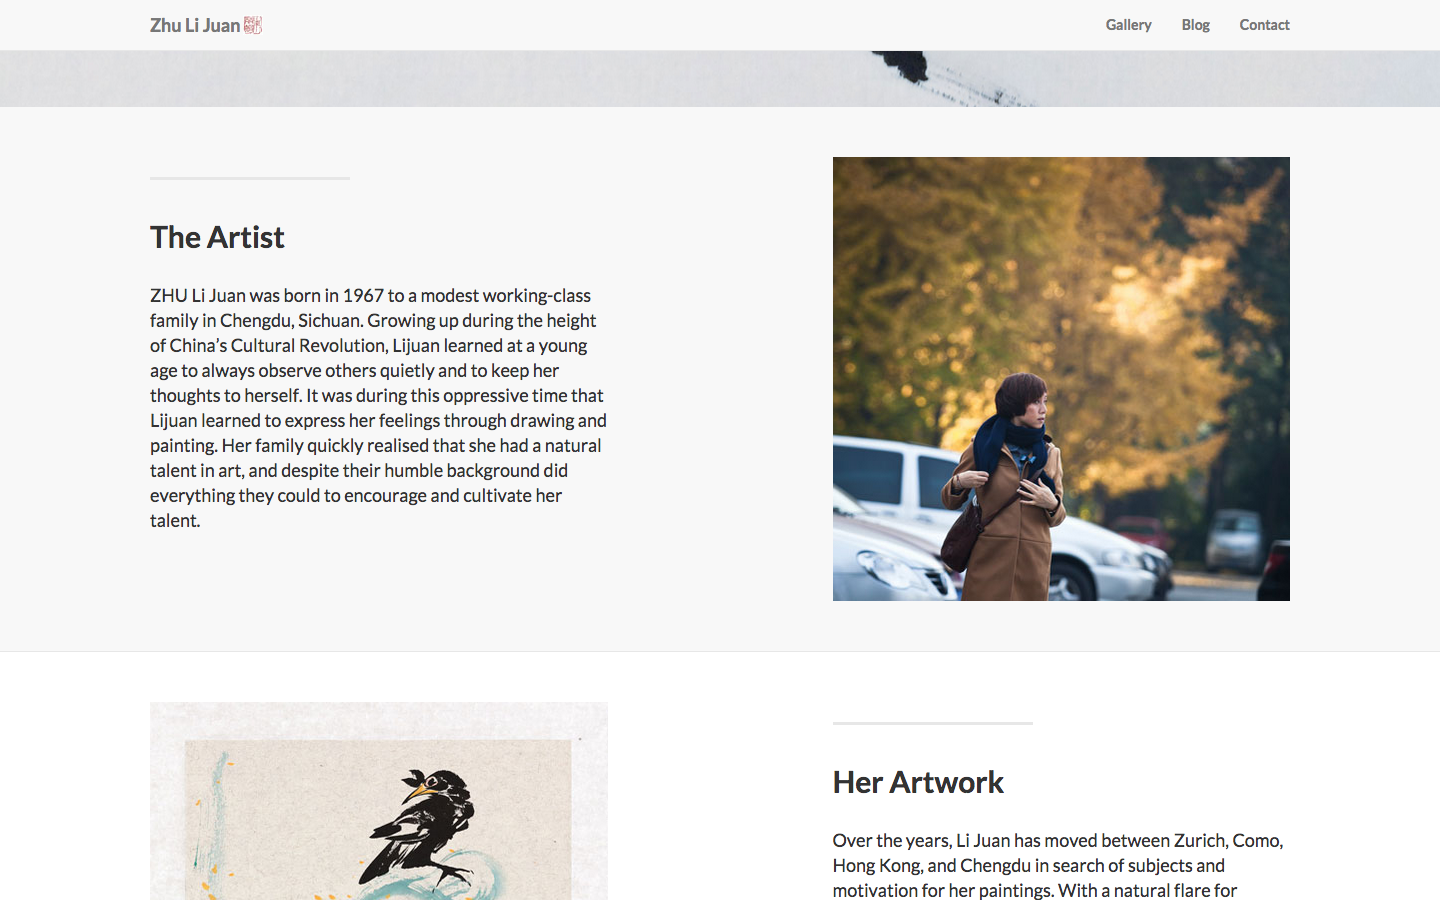 Zhu Li Juan
Gallery
Blog
Contact
The Artist
ZHU Li Juan was born in 1967 to a modest working-class
family in Chengdu, Sichuan. Growing up during the height
of China’s Cultural Revolution, Lijuan learned at a young
age to always observe others quietly and to keep her
thoughts to herself. It was during this oppressive time that
Lijuan learned to express her feelings through drawing and
painting. Her family quickly realised that she had a natural
talent in art, and despite their humble background did
everything they could to encourage and cultivate her
talent.
Her Artwork
Over the years, Li Juan has moved between Zurich, Como,
Hong Kong, and Chengdu in search of subjects and
motivation for her paintings. With a natural flare for